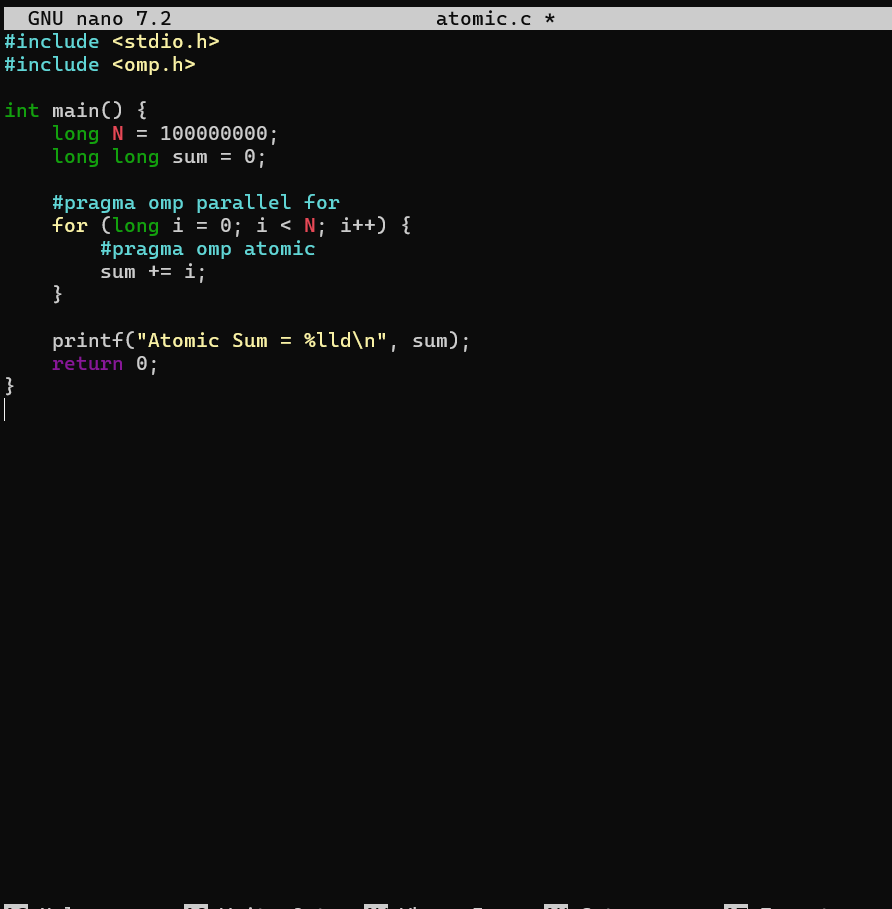 GNU nano 7.2 atomic.c *
#include <stdio.h>
#include <omp.h>
int main() {
    long N = 100000000;
    long long sum = 0;
    #pragma omp parallel for
    for (long i = 0; i < N; i++) {
        #pragma omp atomic
        sum += i;
    }
    printf("Atomic Sum = %lld\n", sum);
    return 0;
}